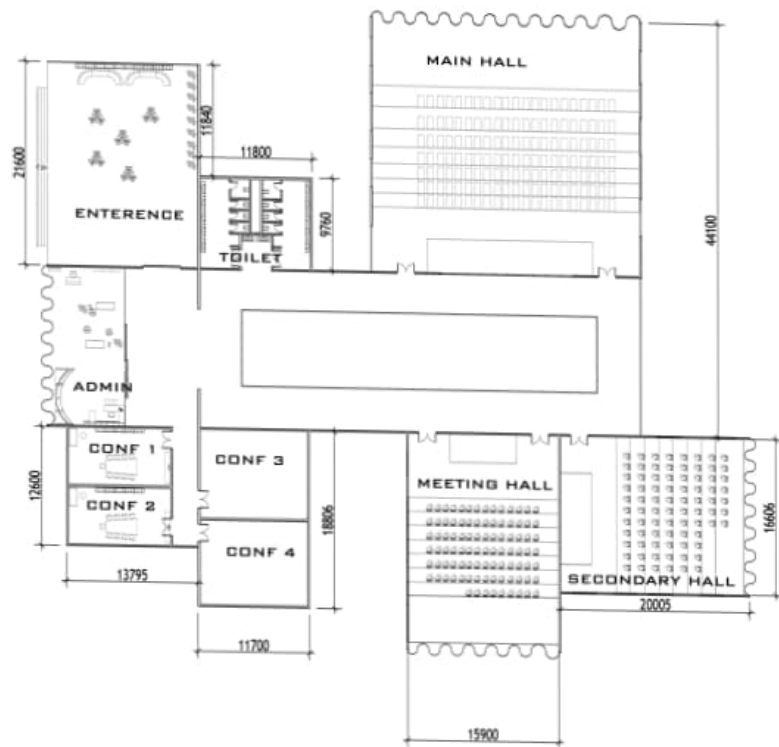 MAIN HALL
21600
11840
11800
44100
ENTERENCE
9760
TOILET
ADMIN
CONF 1
CONF 3
12600
MEETING HALL
CONF 2
18806
16606
CONF 4
13795
SECONDARY HALL
20005
11700
15900